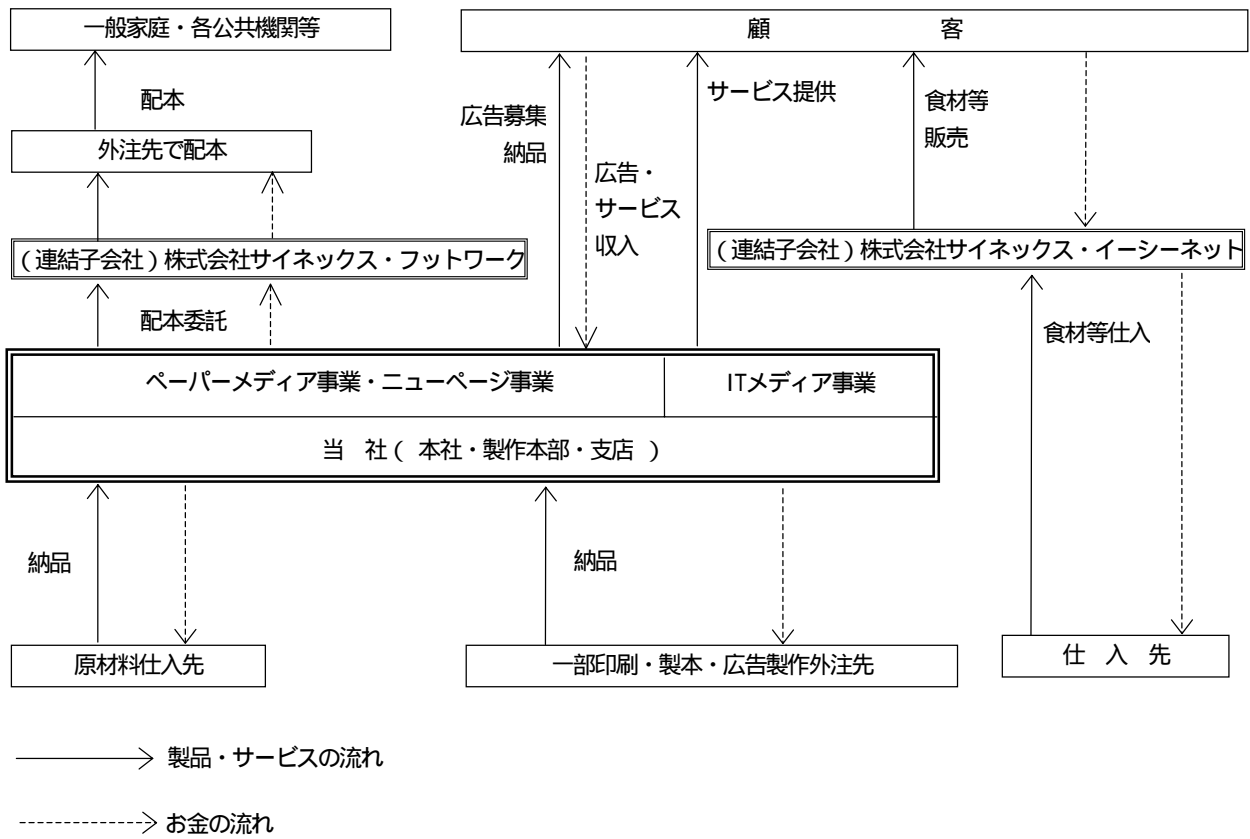 一般家庭・各公共機関等
顧　客
配本
外注先で配本
広告募集
納品
広告・
サービス
収入
サービス提供
食材等
販売
（連結子会社）株式会社サイネックス・フットワーク
（連結子会社）株式会社サイネックス・イーシーネット
配本委託
食材等仕入
ペーパーメディア事業・ニューページ事業
ITメディア事業
当　社（ 本社・製作本部・支店 ）
納品
納品
原材料仕入先
一部印刷・製本・広告製作外注先
仕　入　先
製品・サービスの流れ
お金の流れ